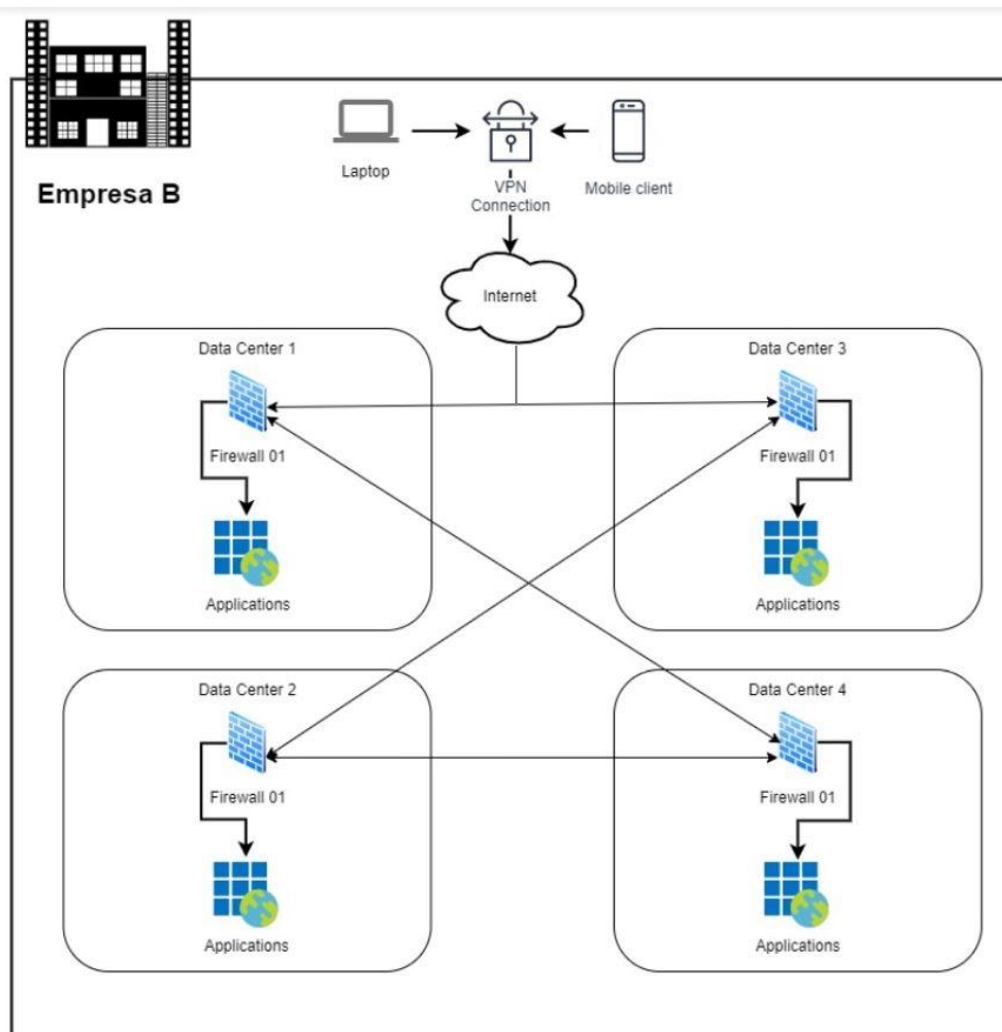 Empresa B
Laptop
VPN
Connection
Mobile client
Internet
Data Center 1
Firewall 01
Applications
Data Center 3
Firewall 01
Applications
Data Center 2
Firewall 01
Applications
Data Center 4
Firewall 01
Applications